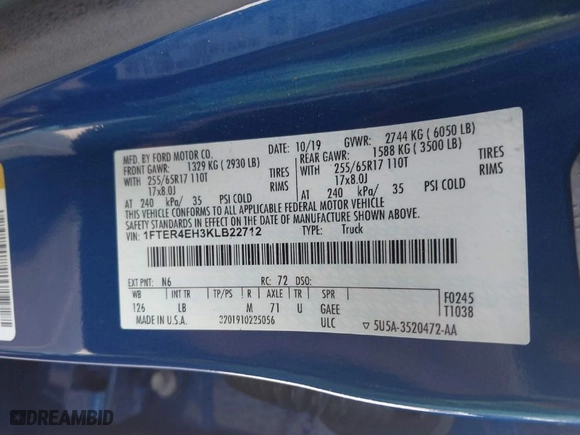 MFD. BY FORD MOTOR CO.
10/19
GVWR: 2744 KG ( 6050 LB)
FRONT GAWR: 1329 KG ( 2930 LB)
REAR GAWR: 1588 KG ( 3500 LB)
WITH 255/65R17 110T TIRES
WITH 255/65R17 110T TIRES
17x8.0J RIMS
17x8.0J RIMS
AT 240 kPa/ 35 PSI COLD
AT 240 kPa/ 35 PSI COLD
THIS VEHICLE CONFORMS TO ALL APPLICABLE FEDERAL MOTOR VEHICLE
SAFETY STANDARDS IN EFFECT ON THE DATE OF MANUFACTURE SHOWN ABOVE.
VIN: 1FTER4EH3KLB22712
TYPE: Truck
EXT PNT: N6
RC: 72 DSO:
WB INT TR TP/PS R AXLE TR SPR
126 LB M 71 U GAEE
F0245
T1038
3201910225056
ULC
5U5A-3520472-AA
DREAMBID